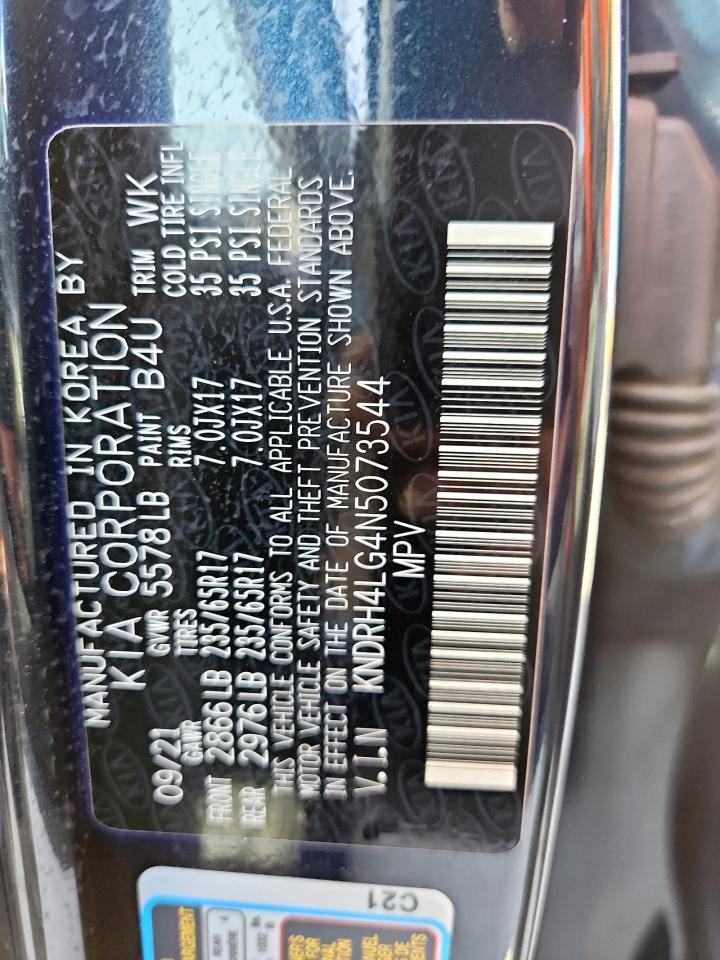 MANUFACTURED IN KOREA BY
KIA CORPORATION
09/21 GVWR 5578LB PAINT B4U TRIM WK
GAWR TIRES RIMS COLD TIRE INFL
FRONT 2866LB 235/65R17 7.0JX17 35 PSI SINGLE
REAR 2976LB 235/65R17 7.0JX17 35 PSI SINGLE
THIS VEHICLE CONFORMS TO ALL APPLICABLE U.S.A. FEDERAL
MOTOR VEHICLE SAFETY AND THEFT PREVENTION STANDARDS
IN EFFECT ON THE DATE OF MANUFACTURE SHOWN ABOVE.
V.I.N KNDRH4LG4N5073544
MPV
C21
REAR